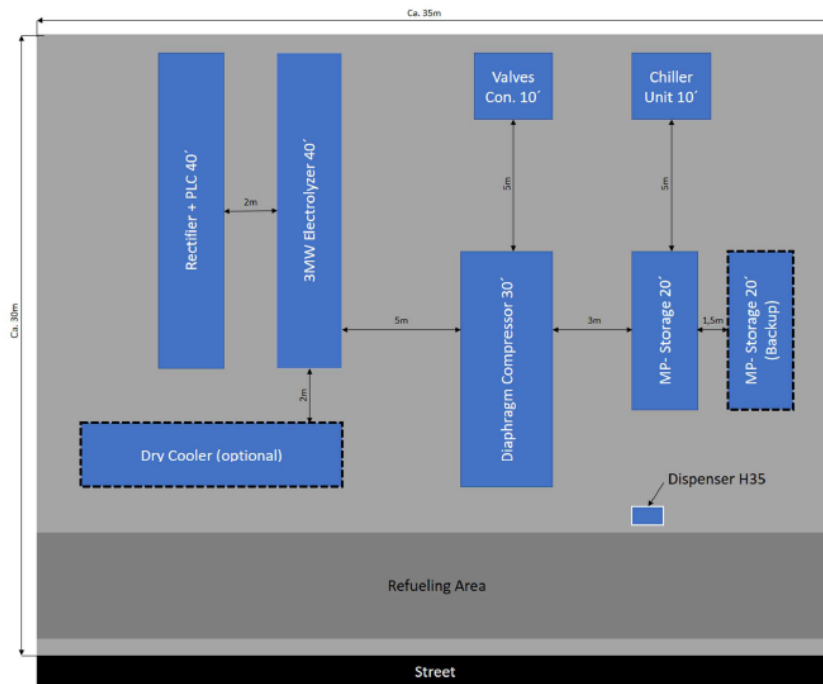 Ca. 35m
Ca. 30m
Rectifier + PLC 40´
2m
3MW Electrolyzer 40´
Valves
Con. 10´
Chiller
Unit 10´
5m
5m
5m
Diaphragm Compressor 30´
3m
MP- Storage 20´
1,5m
MP- Storage 20´
(Backup)
2m
Dry Cooler (optional)
Dispenser H35
Refueling Area
Street